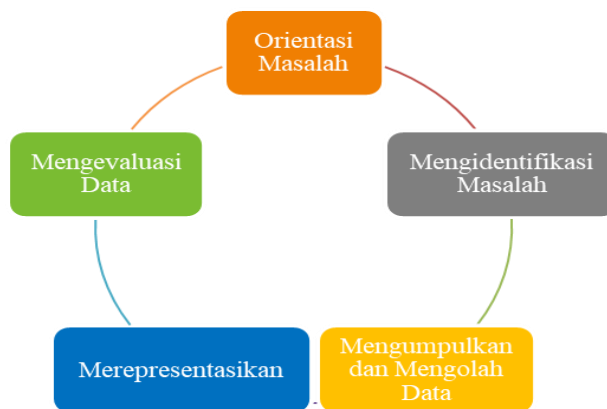 Orientasi
Masalah
Mengidentifikasi
Masalah
Mengumpulkan
dan Mengolah
Data
Merepresentasikan
Mengevaluasi
Data